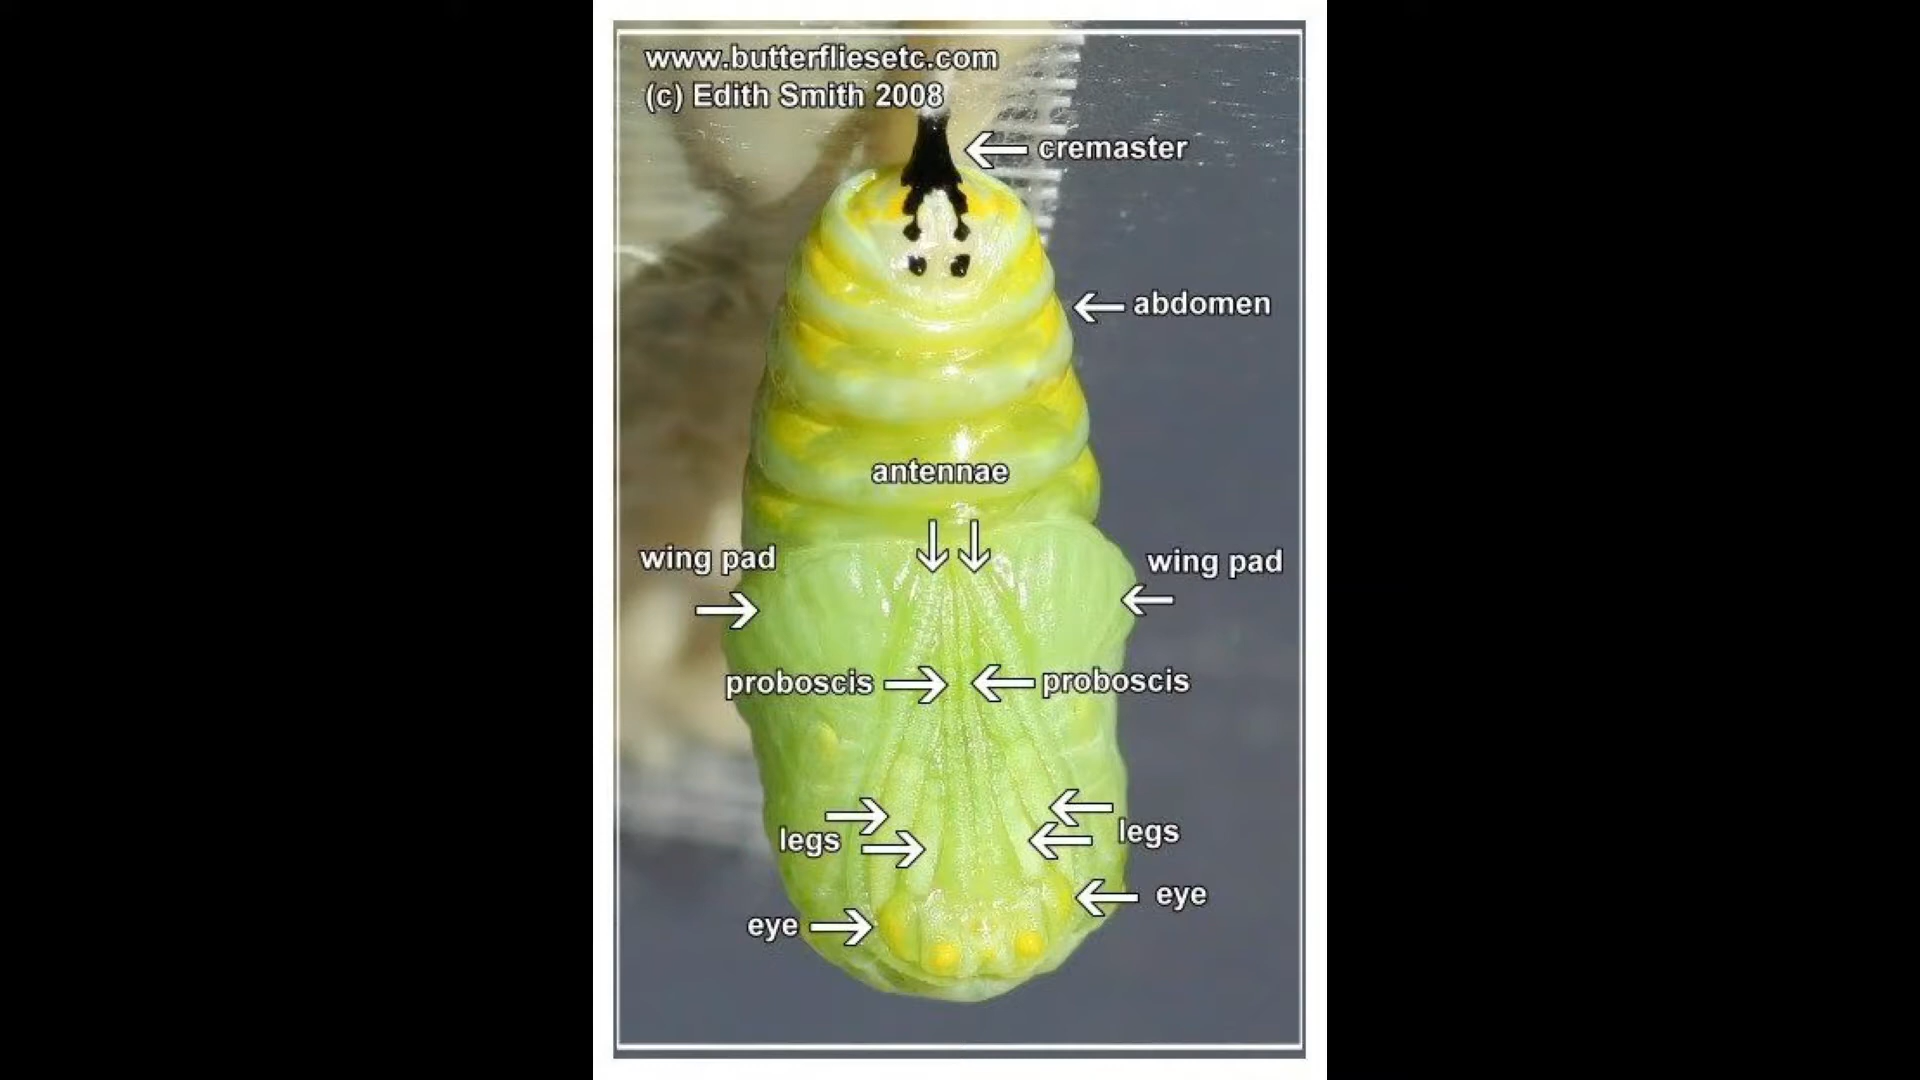 www.butterfliesetc.com
(c) Edith Smith 2008
cremaster
abdomen
antennae
wing pad
wing pad
proboscis
proboscis
legs
legs
eye
eye